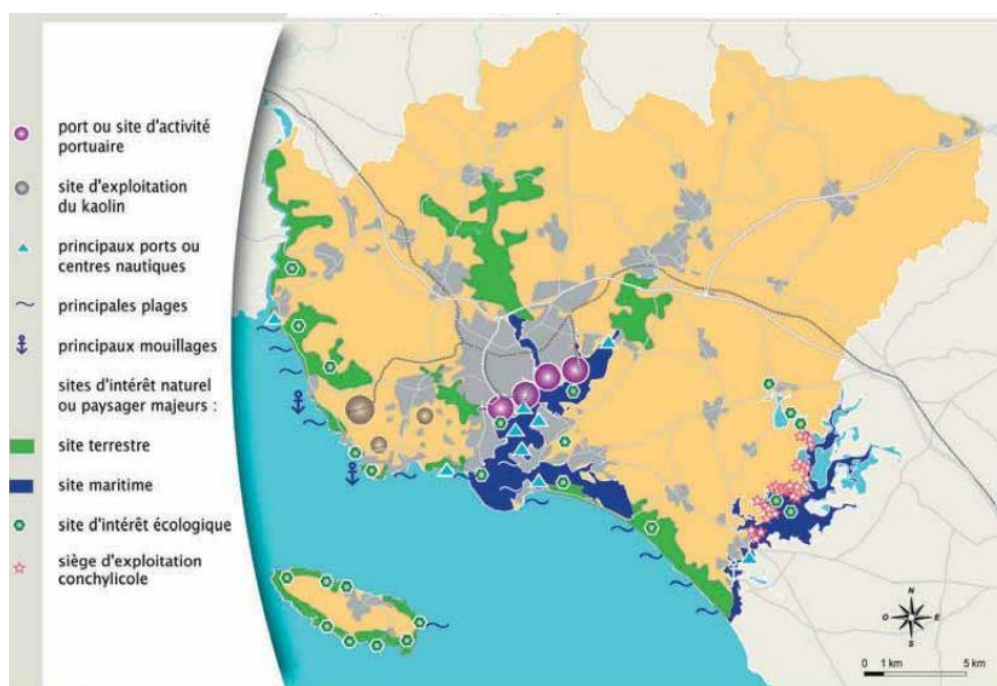 port ou site d'activité
portuaire
site d'exploitation
du kaolin
principaux ports ou
centres nautiques
principales plages
principaux mouillages
sites d'intérêt naturel
ou paysager majeurs :
site terrestre
site maritime
site d'intérêt écologique
siège d'exploitation
conchylicole
N
O
E
S
0 1 km 5 km